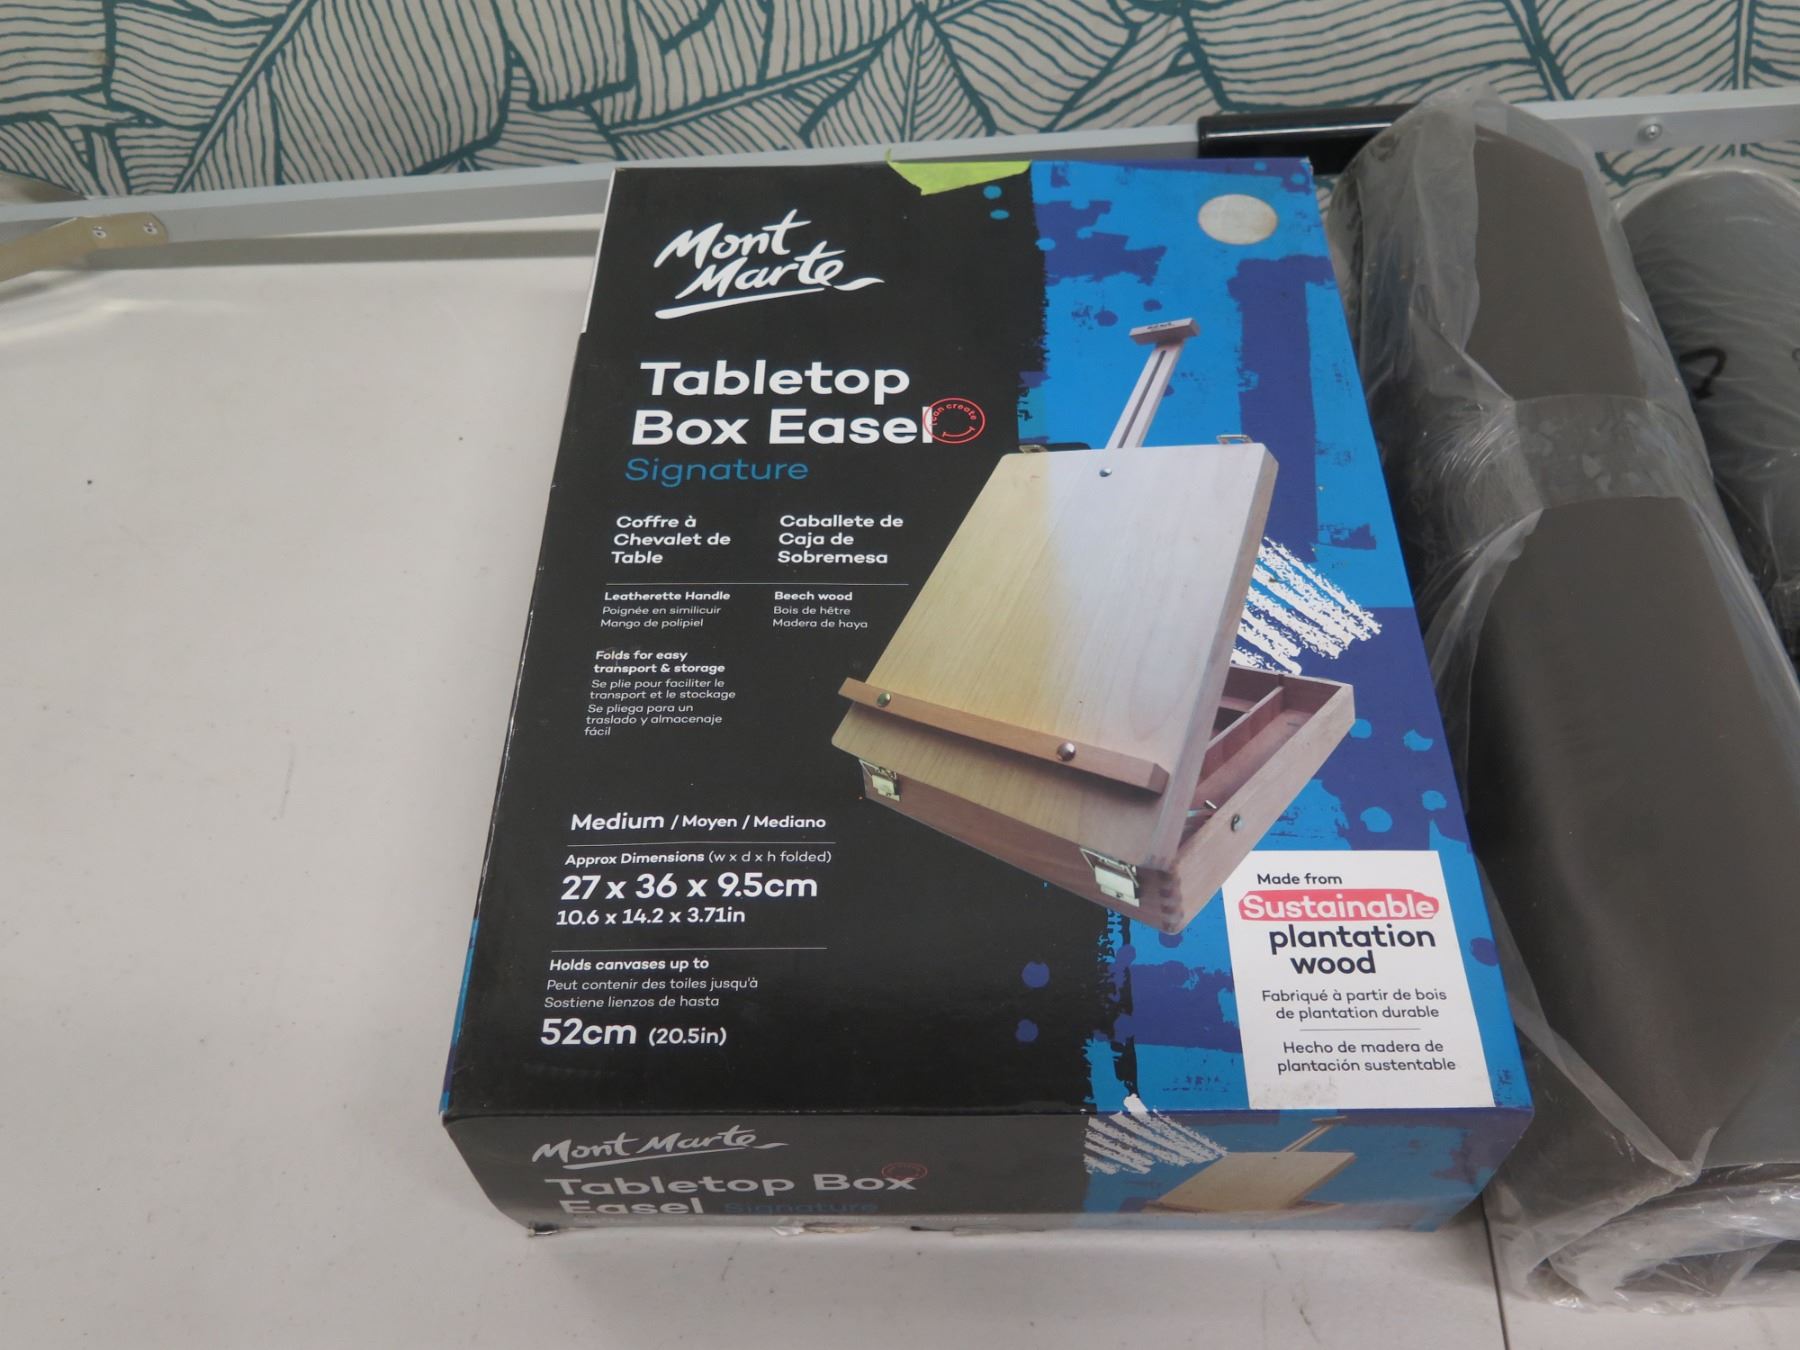 Mont
Marte
Tabletop
Box Easel
can create
Signature
Coffre à
Chevalet de
Table
Caballete de
Caja de
Sobremesa
Leatherette Handle
Poignée en similicuir
Mango de polipiel
Beech wood
Bois de hêtre
Madera de haya
Folds for easy
transport & storage
Se plie pour faciliter le
transport et le stockage
Se pliega para un
traslado y almacenaje
fácil
Medium / Moyen / Mediano
Approx Dimensions (w x d x h folded)
27 x 36 x 9.5cm
10.6 x 14.2 x 3.71in
Holds canvases up to
Peut contenir des toiles jusqu'à
Sostiene lienzos de hasta
52cm (20.5in)
Made from
Sustainable
plantation
wood
Fabriqué à partir de bois
de plantation durable
Hecho de madera de
plantación sustentable
Mont Marte
Tabletop Box
Easel Signature